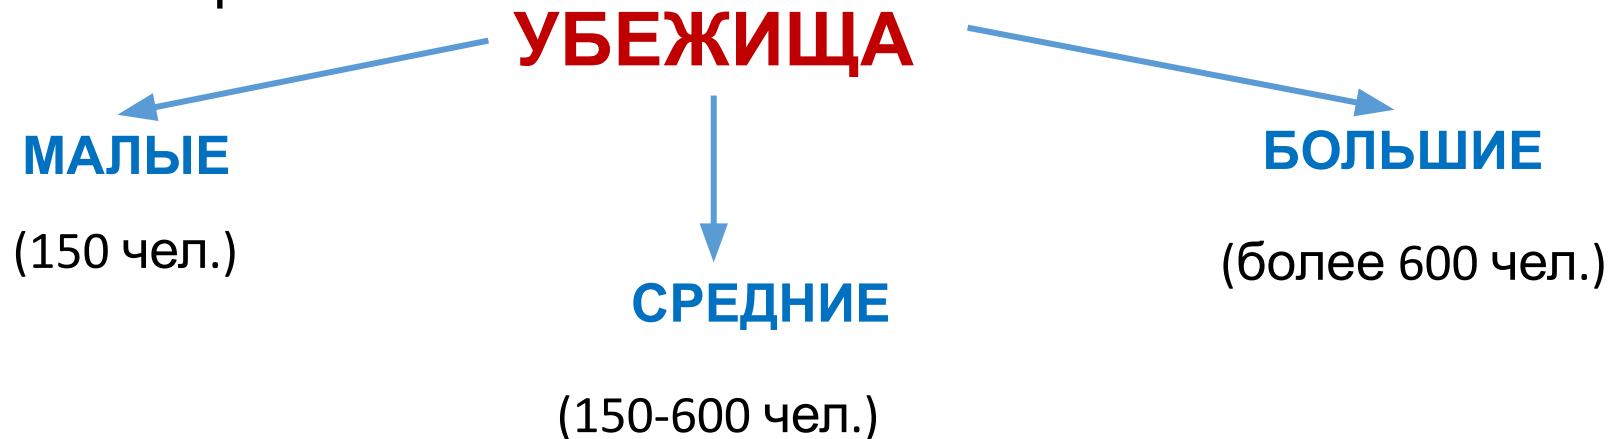 УБЕЖИЩА
МАЛЫЕ
БОЛЬШИЕ
(150 чел.)
(более 600 чел.)
СРЕДНИЕ
(150-600 чел.)